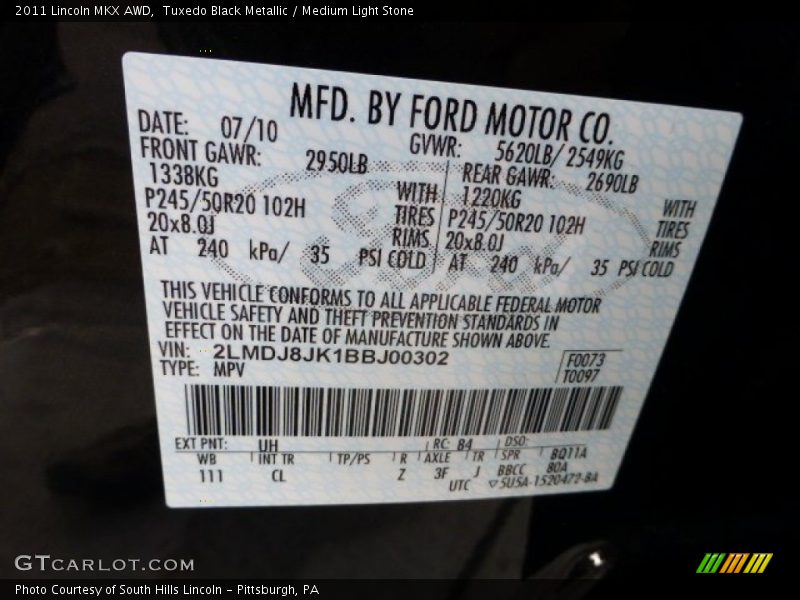 2011 Lincoln MKX AWD,  Tuxedo Black Metallic / Medium Light Stone
MFD. BY FORD MOTOR CO.
DATE: 07/10 GVWR: 5620LB/ 2549KG
FRONT GAWR: 2950LB REAR GAWR: 2690LB
1338KG WITH 1220KG WITH
P245/50R20 102H TIRES P245/50R20 102H TIRES
20x8.0J RIMS 20x8.0J RIMS
AT 240 kPa/ 35 PSI COLD AT 240 kPa/ 35 PSI COLD
THIS VEHICLE CONFORMS TO ALL APPLICABLE FEDERAL MOTOR
VEHICLE SAFETY AND THEFT PREVENTION STANDARDS IN
EFFECT ON THE DATE OF MANUFACTURE SHOWN ABOVE.
VIN: 2LMDJ8JK1BBJ00302 F0073
TYPE: MPV T0097
EXT PNT: UH RC: 84 DSO:
WB INT TR TP/PS R AXLE TR SPR BQ11A
111 CL Z 3F J BBCC 80A
UTC ▽5U5A-1520472-BA
GTCARLOT.COM
Photo Courtesy of South Hills Lincoln - Pittsburgh, PA